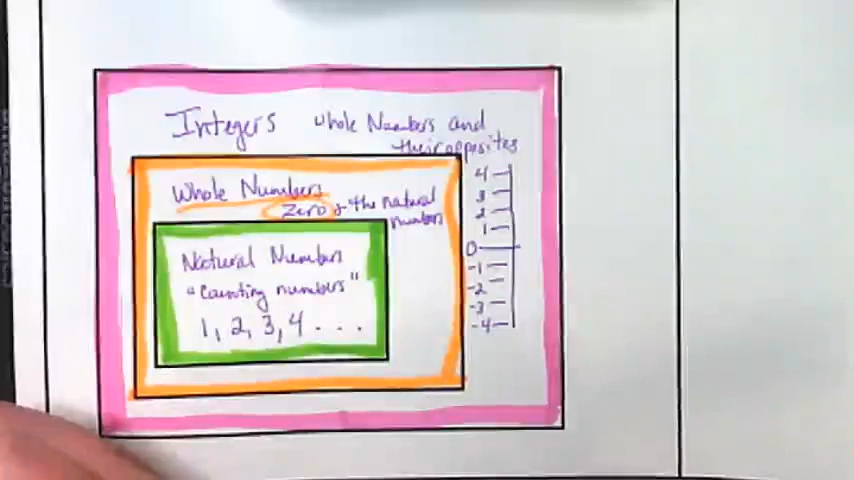 Integers whole Numbers and
their opposites
Whole Numbers
Zero & the natural
numbers
Natural Numbers
"Counting numbers"
1, 2, 3, 4 . . .
4
3
2
1
0
-1
-2
-3
-4